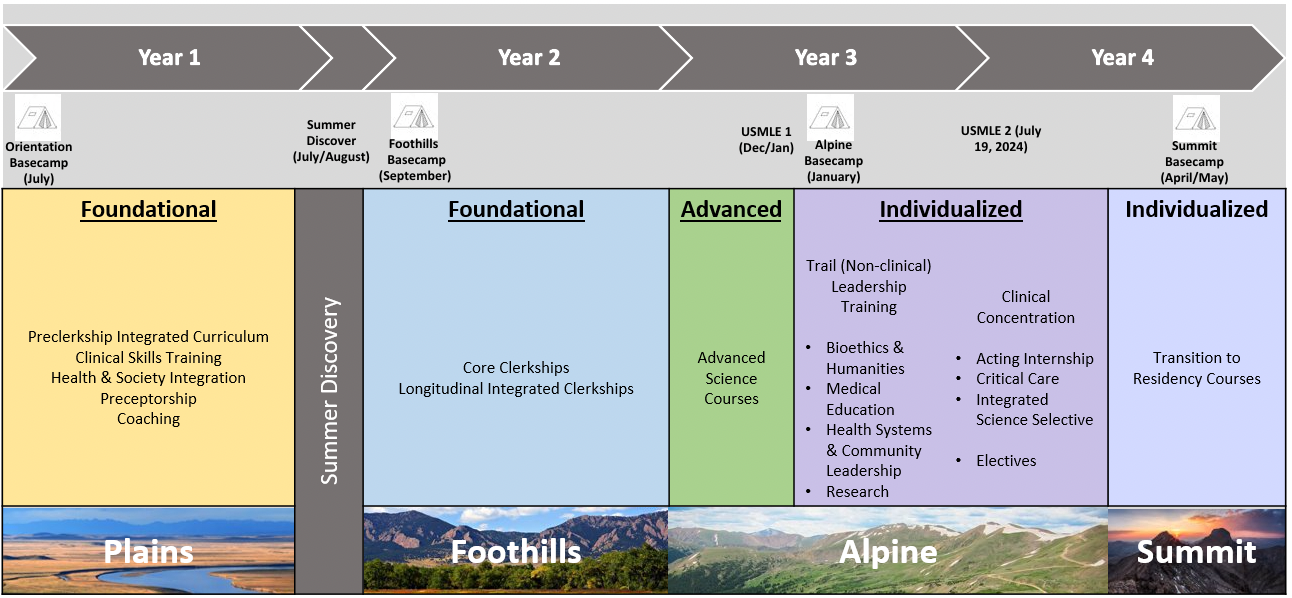 Year 1
Year 2
Year 3
Year 4
Orientation
Basecamp
(July)
Summer
Discover
(July/August)
Foothills
Basecamp
(September)
USMLE 1
(Dec/Jan)
Alpine
Basecamp
(January)
USMLE 2 (July
19, 2024)
Summit
Basecamp
(April/May)
Foundational
Preclerkship Integrated Curriculum
Clinical Skills Training
Health & Society Integration
Preceptorship
Coaching
Summer Discovery
Foundational
Core Clerkships
Longitudinal Integrated Clerkships
Advanced
Advanced
Science
Courses
Individualized
Trail (Non-clinical)
Leadership
Training
• Bioethics &
Humanities
• Medical
Education
• Health Systems
& Community
Leadership
• Research
Clinical
Concentration
• Acting Internship
• Critical Care
• Integrated
Science Selective
• Electives
Individualized
Transition to
Residency Courses
Plains
Foothills
Alpine
Summit